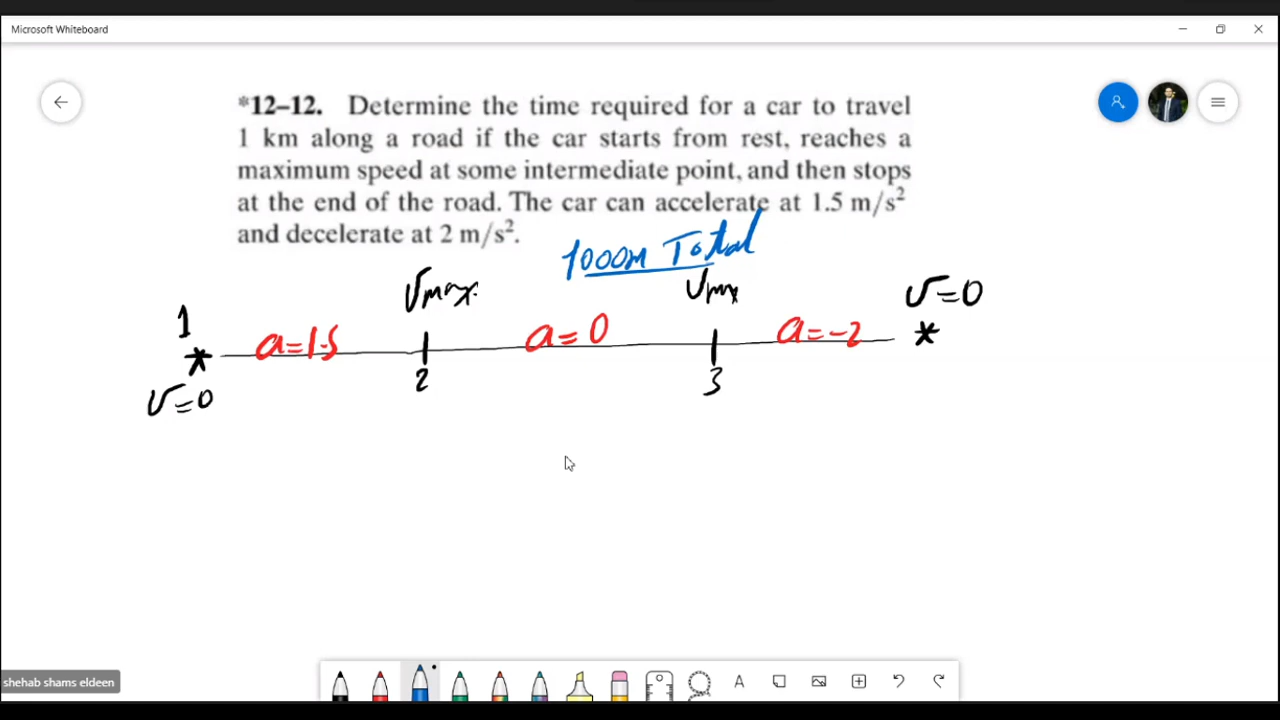 Microsoft Whiteboard
*12–12. Determine the time required for a car to travel
1 km along a road if the car starts from rest, reaches a
maximum speed at some intermediate point, and then stops
at the end of the road. The car can accelerate at 1.5 m/s²
and decelerate at 2 m/s².
1000m Total
Vmax. Vmx V=0
1 * a=1.5 a=0 a=-2 *
V=0 2 3
shehab shams eldeen
A